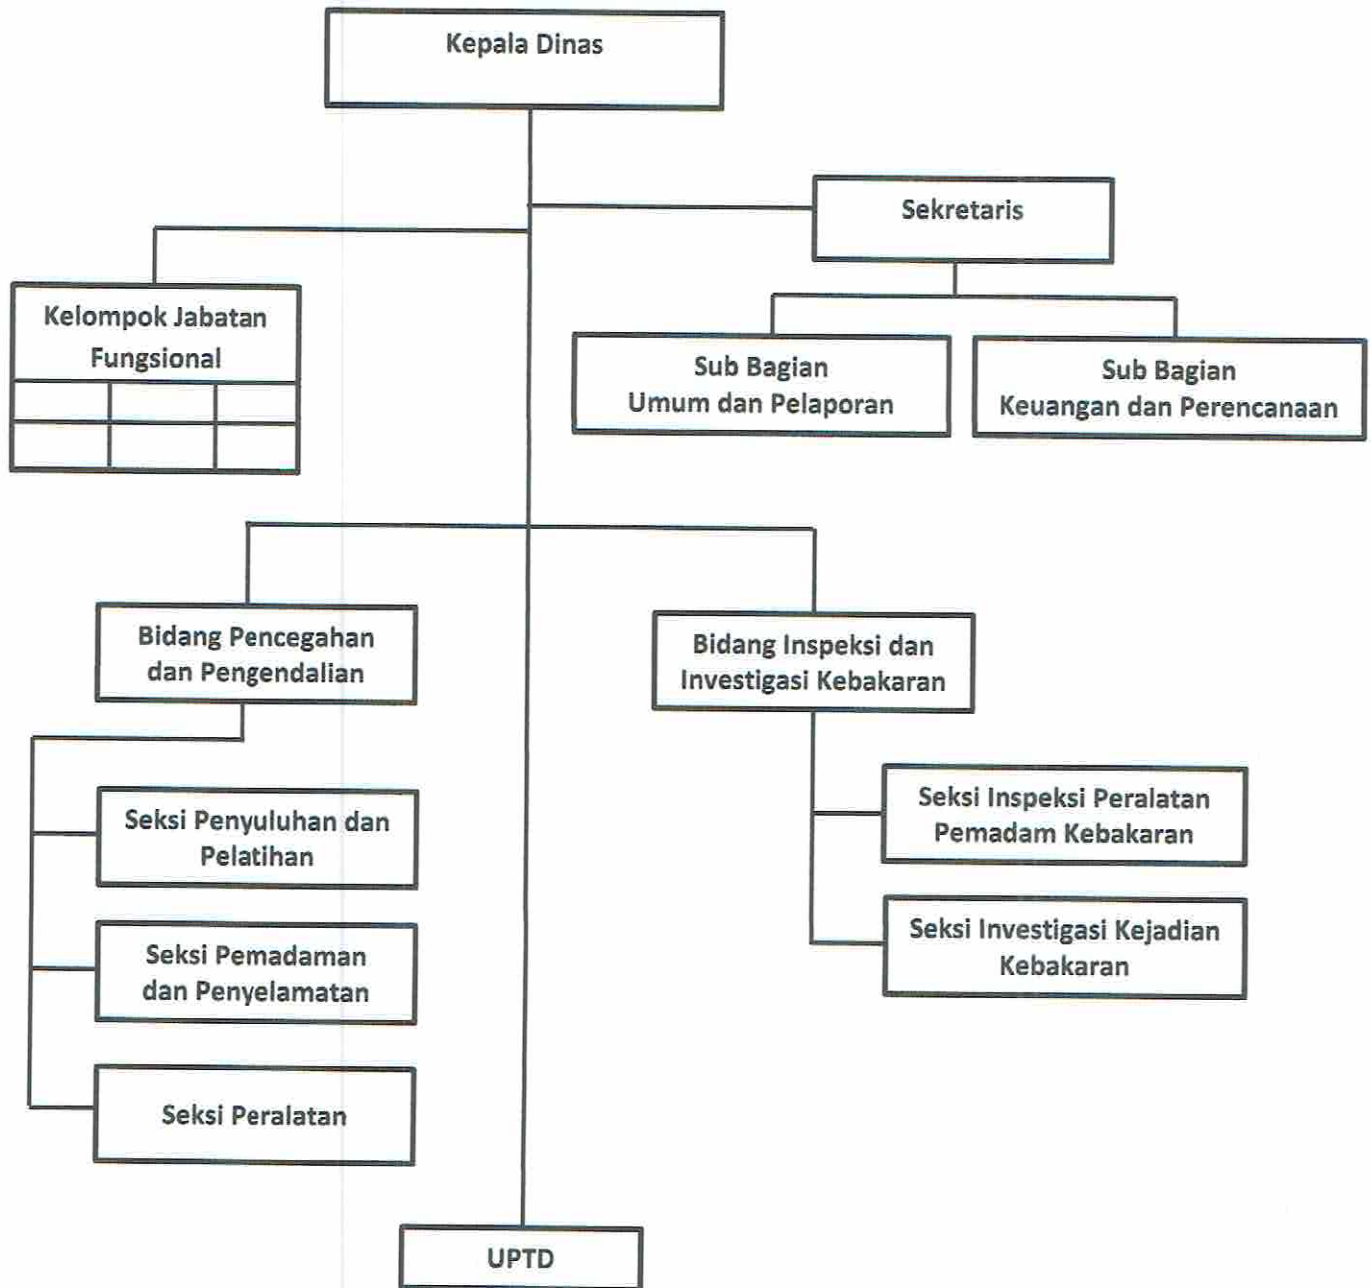 Kepala Dinas
Sekretaris
Kelompok Jabatan
Fungsional
Sub Bagian
Umum dan Pelaporan
Sub Bagian
Keuangan dan Perencanaan
Bidang Pencegahan
dan Pengendalian
Bidang Inspeksi dan
Investigasi Kebakaran
Seksi Penyuluhan dan
Pelatihan
Seksi Pemadaman
dan Penyelamatan
Seksi Peralatan
Seksi Inspeksi Peralatan
Pemadam Kebakaran
Seksi Investigasi Kejadian
Kebakaran
UPTD